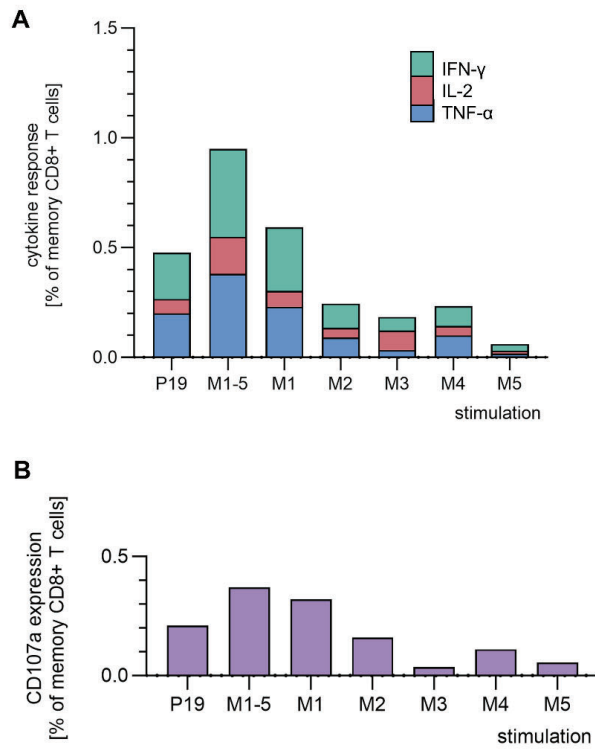 A
cytokine response
[% of memory CD8+ T cells]
1.5
1.0
0.5
0.0
IFN-γ
IL-2
TNF-α
P19 M1-5 M1 M2 M3 M4 M5
stimulation
B
CD107a expression
[% of memory CD8+ T cells]
0.5
0.0
P19 M1-5 M1 M2 M3 M4 M5
stimulation